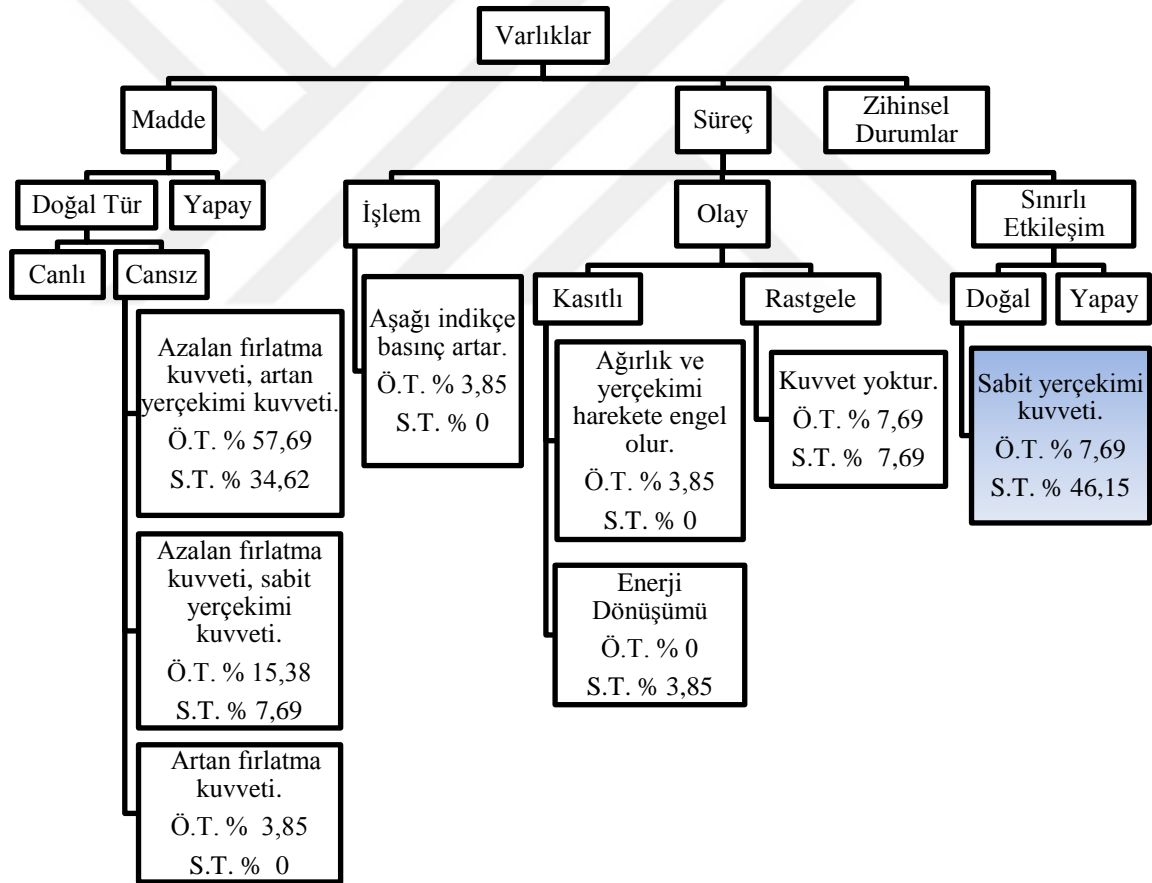 Varlıklar
Madde
Süreç
Zihinsel
Durumlar
Doğal Tür
Yapay
İşlem
Olay
Sınırlı
Etkileşim
Canlı
Cansız
Kasıtlı
Rastgele
Doğal
Yapay
Azalan fırlatma
kuvveti, artan
yerçekimi kuvveti.
Ö.T. % 57,69
S.T. % 34,62
Azalan fırlatma
kuvveti, sabit
yerçekimi
kuvveti.
Ö.T. % 15,38
S.T. % 7,69
Artan fırlatma
kuvveti.
Ö.T. % 3,85
S.T. % 0
Aşağı indikçe
basınç artar.
Ö.T. % 3,85
S.T. % 0
Ağırlık ve
yerçekimi
harekete engel
olur.
Ö.T. % 3,85
S.T. % 0
Enerji
Dönüşümü
Ö.T. % 0
S.T. % 3,85
Kuvvet yoktur.
Ö.T. % 7,69
S.T. % 7,69
Sabit yerçekimi
kuvveti.
Ö.T. % 7,69
S.T. % 46,15